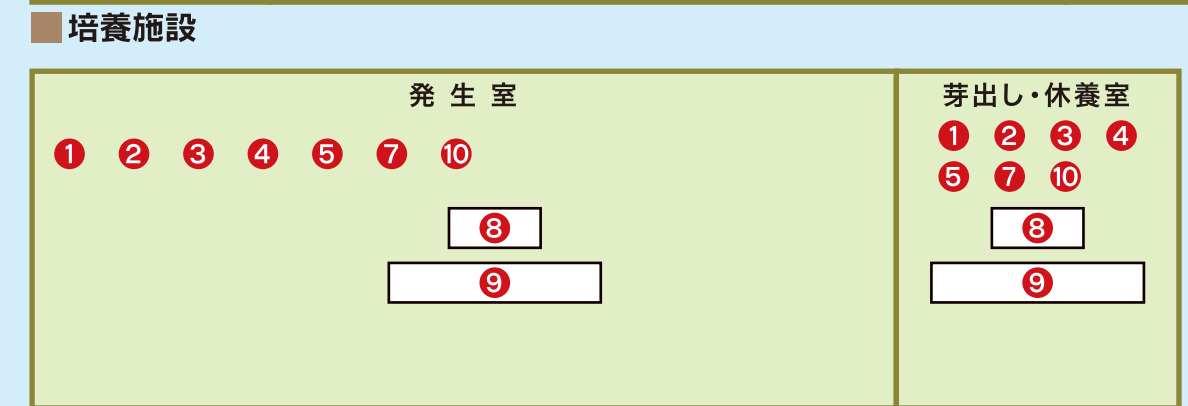 培養施設
発生室
❶ ❷ ❸ ❹ ❺ ❼ ❿
❽
❾
芽出し・休養室
❶ ❷ ❸ ❹
❺ ❼ ❿
❽
❾